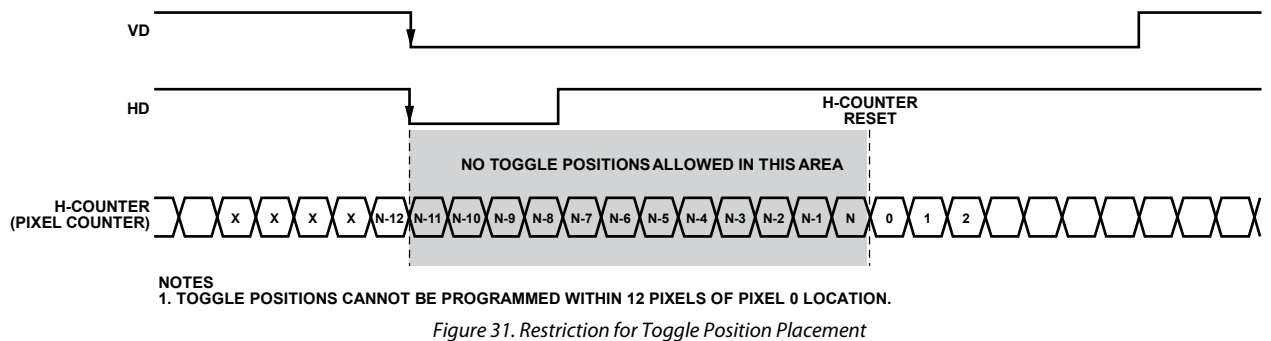 VD
HD
H-COUNTER
RESET
NO TOGGLE POSITIONS ALLOWED IN THIS AREA
H-COUNTER
(PIXEL COUNTER)
X X X X N-12 N-11 N-10 N-9 N-8 N-7 N-6 N-5 N-4 N-3 N-2 N-1 N 0 1 2
NOTES
1. TOGGLE POSITIONS CANNOT BE PROGRAMMED WITHIN 12 PIXELS OF PIXEL 0 LOCATION.
Figure 31. Restriction for Toggle Position Placement